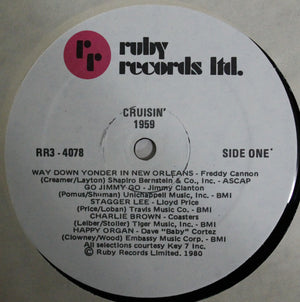 rr
ruby
records ltd.
CRUISIN'
1959
RR3 - 4078 SIDE ONE
WAY DOWN YONDER IN NEW ORLEANS - Freddy Cannon
(Creamer/Layton) Shapiro Bernstein & Co., Inc. - ASCAP
GO JIMMY GO - Jimmy Clanton
(Pomus/Shuman) Unichappell Music, Inc. - BMI
STAGGER LEE - Lloyd Price
(Price/Loban) Travis Music Co. - BMI
CHARLIE BROWN - Coasters
(Leiber/Stoller) Tiger Music, Inc. - BMI
HAPPY ORGAN - Dave "Baby" Cortez
(Clowney/Wood) Embassy Music Corp, - BMI
All selections courtesy Key 7 Inc.
© Ruby Records Limited. 1980